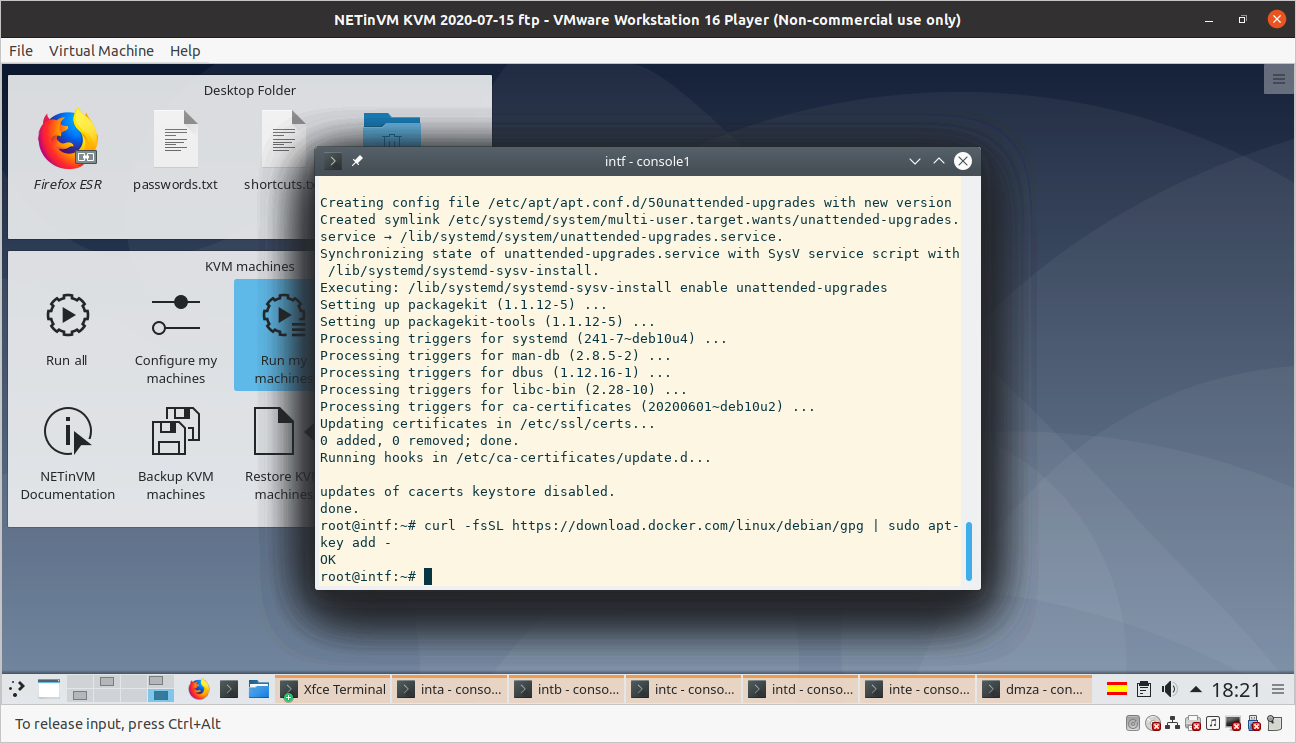 NETinVM KVM 2020-07-15 ftp - VMware Workstation 16 Player (Non-commercial use only)
File Virtual Machine Help
Desktop Folder
Firefox ESR
passwords.txt
shortcuts.t
KVM machines
Run all
Configure my
machines
Run my
machines
NETinVM
Documentation
Backup KVM
machines
Restore KV
machines
intf - console1
Creating config file /etc/apt/apt.conf.d/50unattended-upgrades with new version
Created symlink /etc/systemd/system/multi-user.target.wants/unattended-upgrades.
service → /lib/systemd/system/unattended-upgrades.service.
Synchronizing state of unattended-upgrades.service with SysV service script with
/lib/systemd/systemd-sysv-install.
Executing: /lib/systemd/systemd-sysv-install enable unattended-upgrades
Setting up packagekit (1.1.12-5) ...
Setting up packagekit-tools (1.1.12-5) ...
Processing triggers for systemd (241-7~deb10u4) ...
Processing triggers for man-db (2.8.5-2) ...
Processing triggers for dbus (1.12.16-1) ...
Processing triggers for libc-bin (2.28-10) ...
Processing triggers for ca-certificates (20200601~deb10u2) ...
Updating certificates in /etc/ssl/certs...
0 added, 0 removed; done.
Running hooks in /etc/ca-certificates/update.d...
updates of cacerts keystore disabled.
done.
root@intf:~# curl -fsSL https://download.docker.com/linux/debian/gpg | sudo apt-
key add -
OK
root@intf:~#
Xfce Terminal
inta - conso...
intb - conso...
intc - conso...
intd - conso...
inte - conso...
dmza - con...
18:21
To release input, press Ctrl+Alt